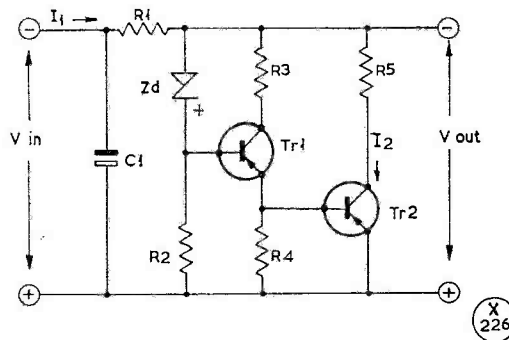 I1
R1
R3
R5
Zd
+
V in
Tr1
I2
V out
C1
Tr2
R2
R4
−
−
+
+
X
226